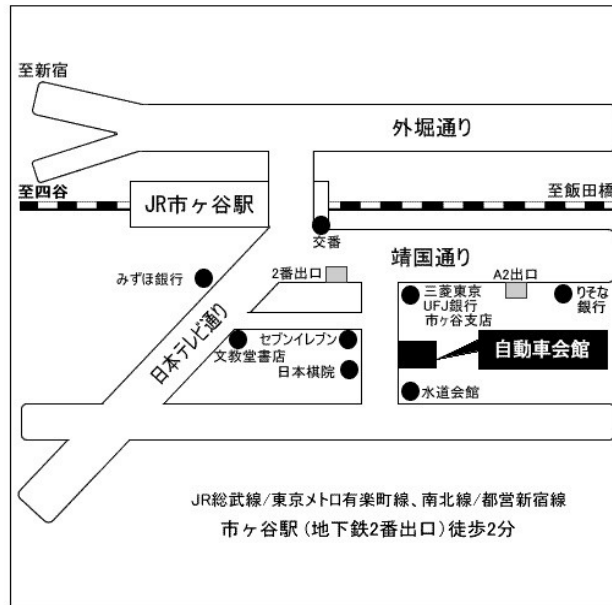 至新宿
外堀通り
至四谷
JR市ヶ谷駅
至飯田橋
交番
靖国通り
みずほ銀行
2番出口
A2出口
三菱東京
UFJ銀行
市ヶ谷支店
りそな
銀行
日本テレビ通り
セブンイレブン
文教堂書店
日本棋院
自動車会館
水道会館
JR総武線/東京メトロ有楽町線、南北線/都営新宿線
市ヶ谷駅(地下鉄2番出口)徒歩2分